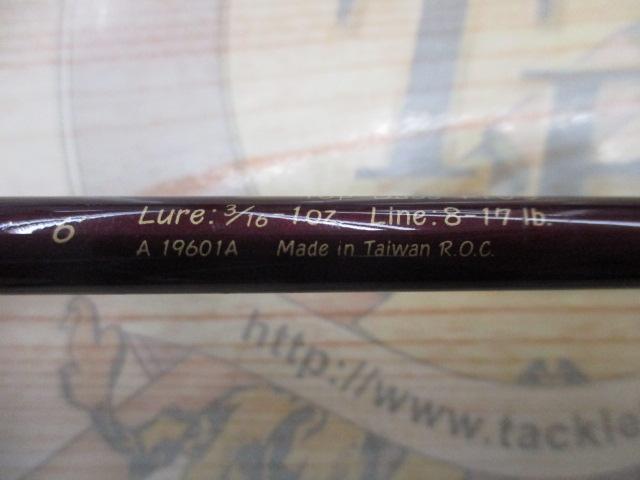 6
Lure: 3/16 1oz. Line: 8-17 lb.
A 19601A Made in Taiwan R.O.C.
http://www.tackle